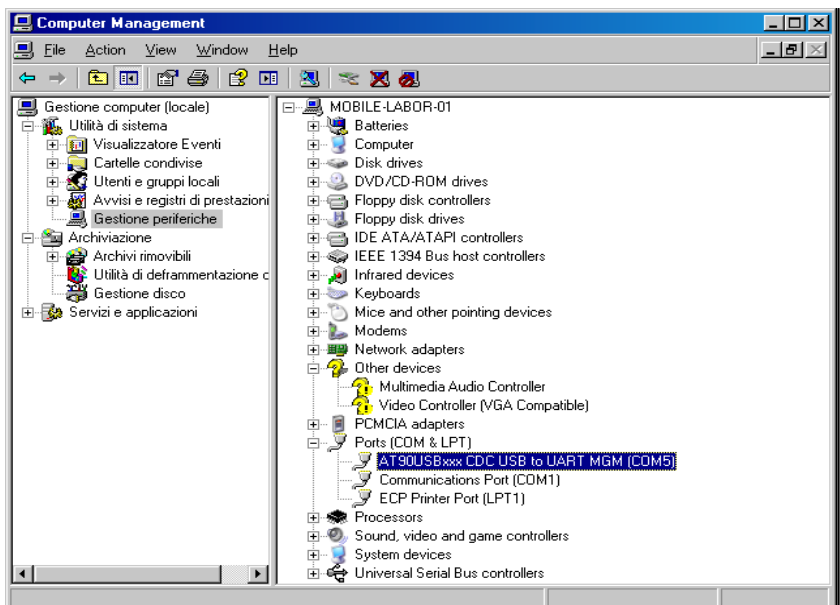 Computer Management
File Action View Window Help
Gestione computer (locale)
Utilità di sistema
Visualizzatore Eventi
Cartelle condivise
Utenti e gruppi locali
Avvisi e registri di prestazioni
Gestione periferiche
Archiviazione
Archivi rimovibili
Utilità di deframmentazione d
Gestione disco
Servizi e applicazioni
MOBILE-LABOR-01
Batteries
Computer
Disk drives
DVD/CD-ROM drives
Floppy disk controllers
Floppy disk drives
IDE ATA/ATAPI controllers
IEEE 1394 Bus host controllers
Infrared devices
Keyboards
Mice and other pointing devices
Modems
Network adapters
Other devices
Multimedia Audio Controller
Video Controller (VGA Compatible)
PCMCIA adapters
Ports (COM & LPT)
AT90USBxxx CDC USB to UART MGM (COM5)
Communications Port (COM1)
ECP Printer Port (LPT1)
Processors
Sound, video and game controllers
System devices
Universal Serial Bus controllers